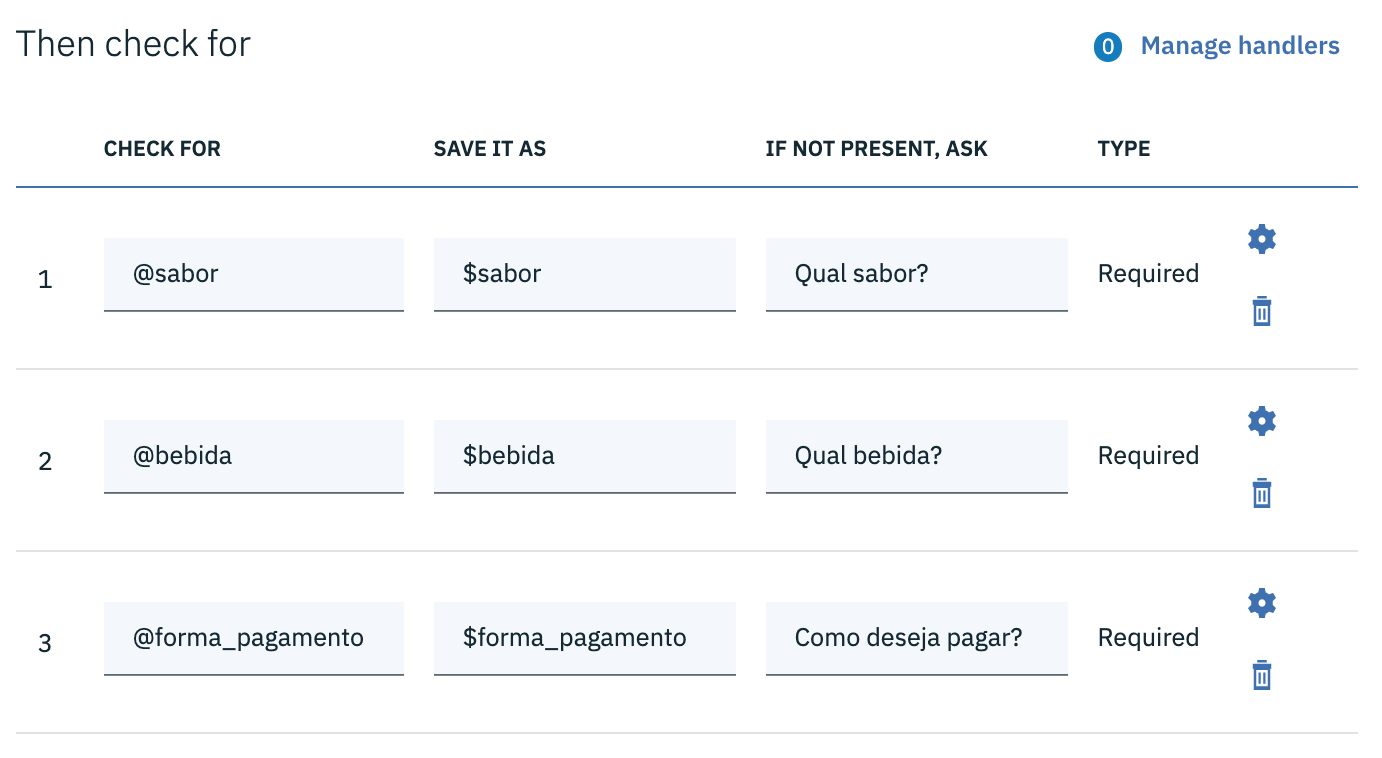 Then check for
0 Manage handlers
CHECK FOR SAVE IT AS IF NOT PRESENT, ASK TYPE
1 @sabor $sabor Qual sabor? Required
2 @bebida $bebida Qual bebida? Required
3 @forma_pagamento $forma_pagamento Como deseja pagar? Required